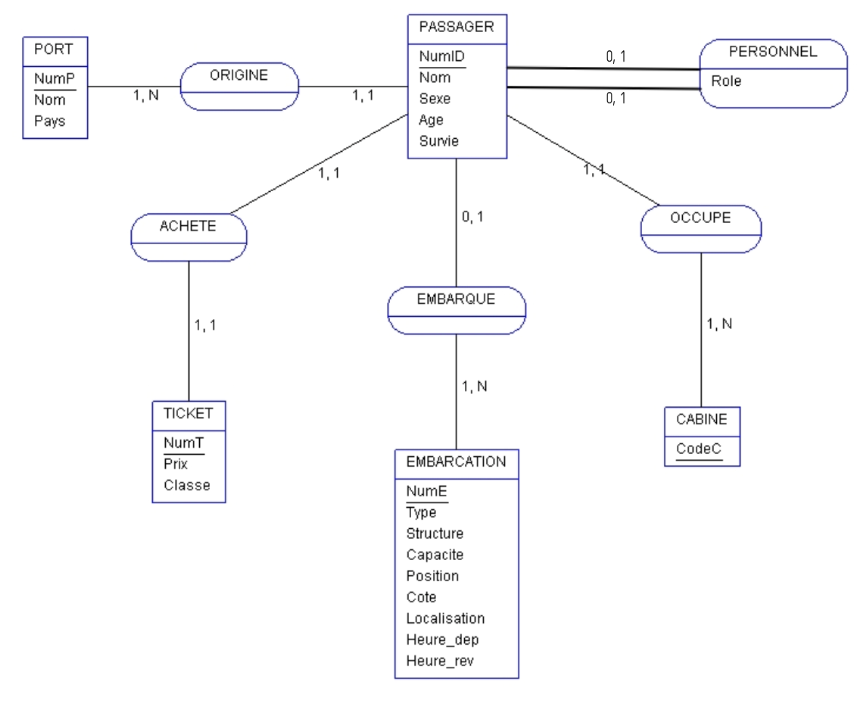 PORT
NumP
Nom
Pays
1, N
ORIGINE
1, 1
PASSAGER
NumID
Nom
Sexe
Age
Survie
0, 1
0, 1
PERSONNEL
Role
1, 1
ACHETE
1, 1
TICKET
NumT
Prix
Classe
0, 1
EMBARQUE
1, N
EMBARCATION
NumE
Type
Structure
Capacite
Position
Cote
Localisation
Heure_dep
Heure_rev
1, 1
OCCUPE
1, N
CABINE
CodeC